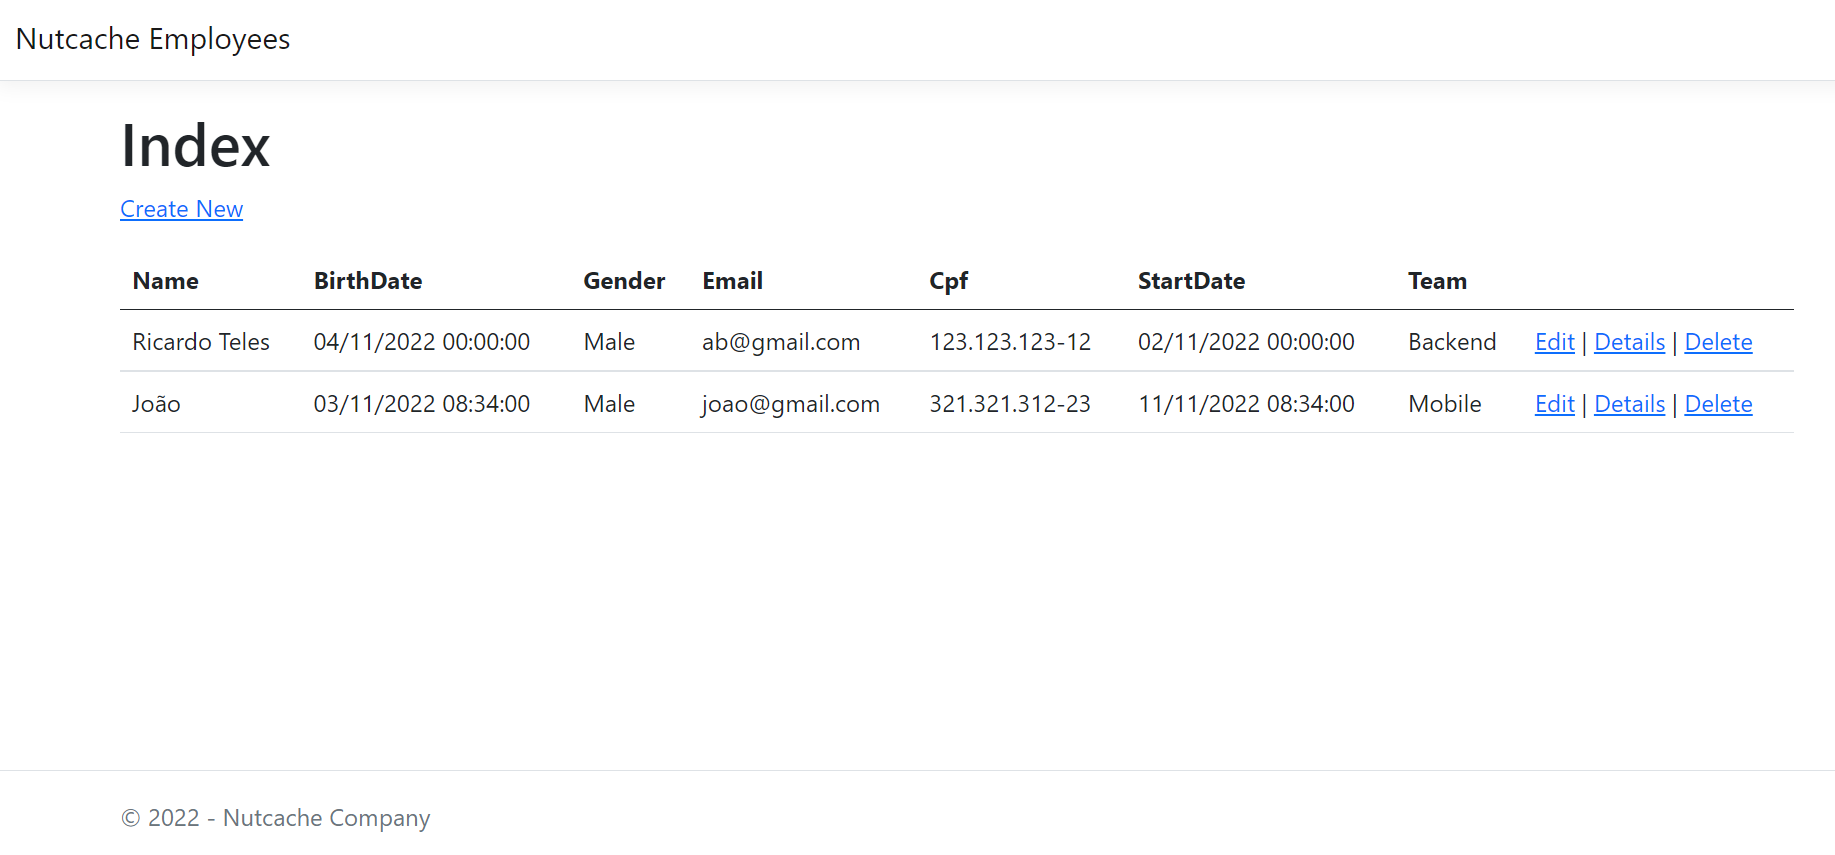 Nutcache Employees
Index
Create New
Name BirthDate Gender Email Cpf StartDate Team
Ricardo Teles 04/11/2022 00:00:00 Male ab@gmail.com 123.123.123-12 02/11/2022 00:00:00 Backend Edit | Details | Delete
João 03/11/2022 08:34:00 Male joao@gmail.com 321.321.312-23 11/11/2022 08:34:00 Mobile Edit | Details | Delete
© 2022 - Nutcache Company